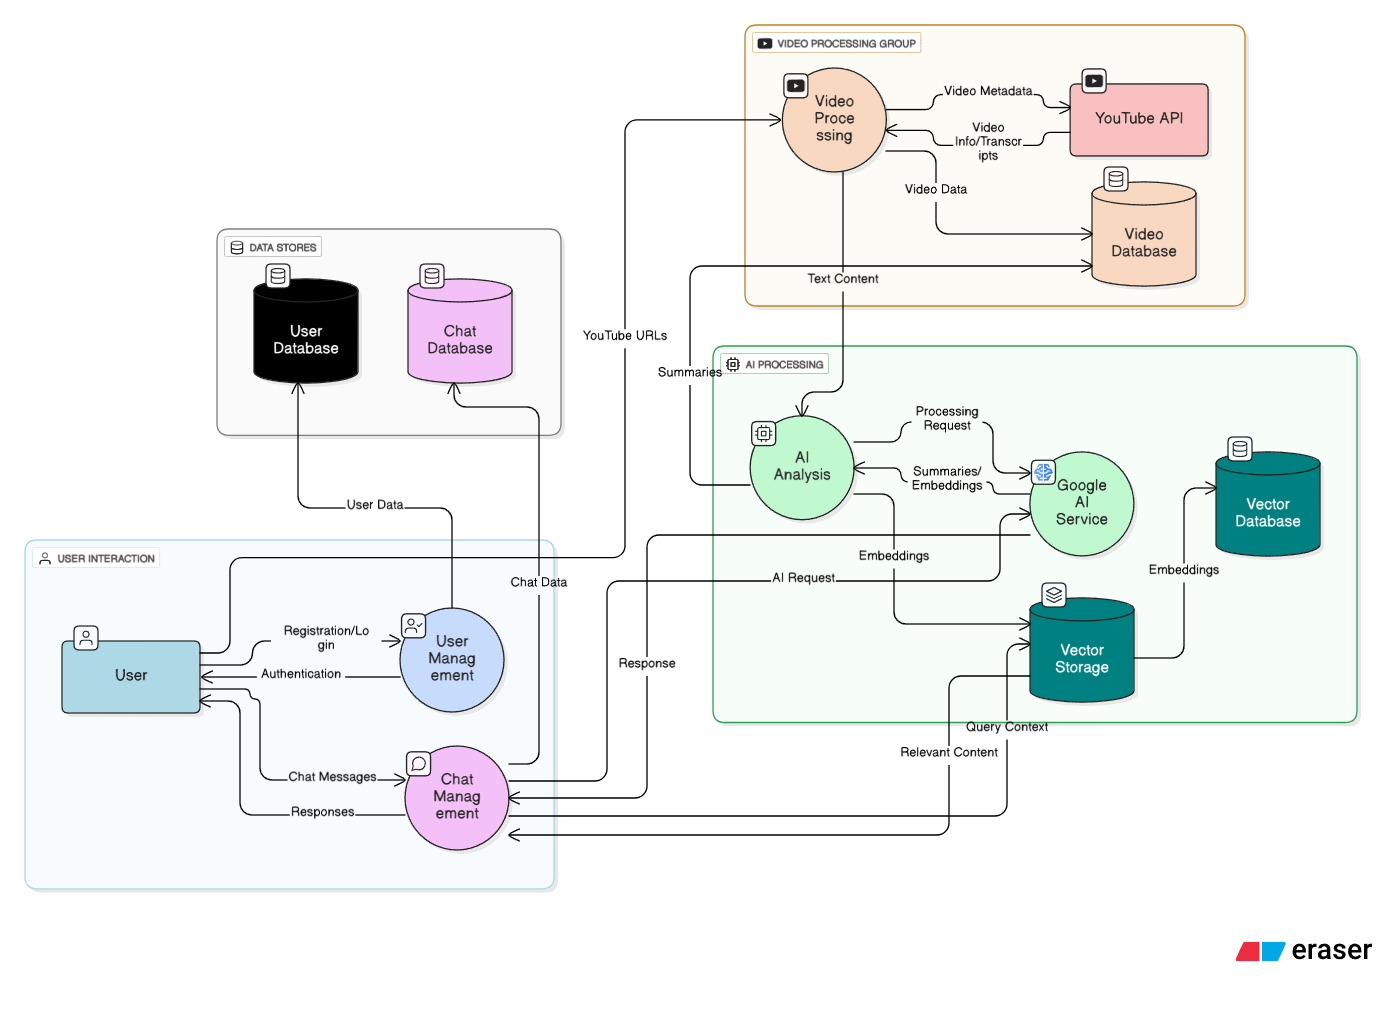 VIDEO PROCESSING GROUP
Video
Proce
ssing
Video Metadata
YouTube API
Video
Info/Transcr
ipts
Video Data
Video
Database
Text Content
DATA STORES
User
Database
Chat
Database
YouTube URLs
Summaries
AI PROCESSING
AI
Analysis
Processing
Request
Summaries/
Embeddings
Google
AI
Service
Vector
Database
Embeddings
Embeddings
AI Request
Vector
Storage
User Data
USER INTERACTION
Chat Data
User
Registration/Lo
gin
Authentication
User
Manag
ement
Response
Query Context
Relevant Content
Chat Messages
Responses
Chat
Manag
ement
eraser